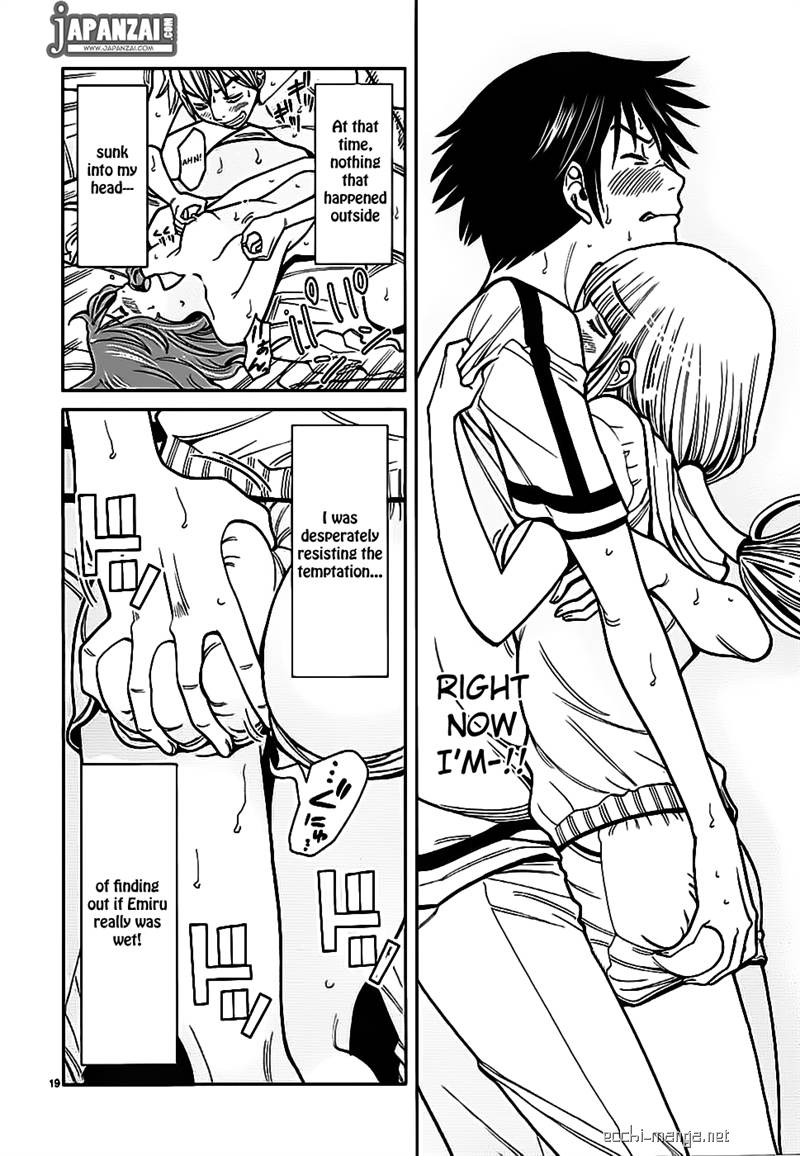 JAPANZAI.COM
WWW.JAPANZAI.COM
RIGHT
NOW
I'M-!!
At that
time,
nothing
that
happened
outside
sunk
into my
head---
AHN!
I was
desperately
resisting the
temptation...
of finding
out if Emiru
really was
wet!
19
ecchi-manga.net